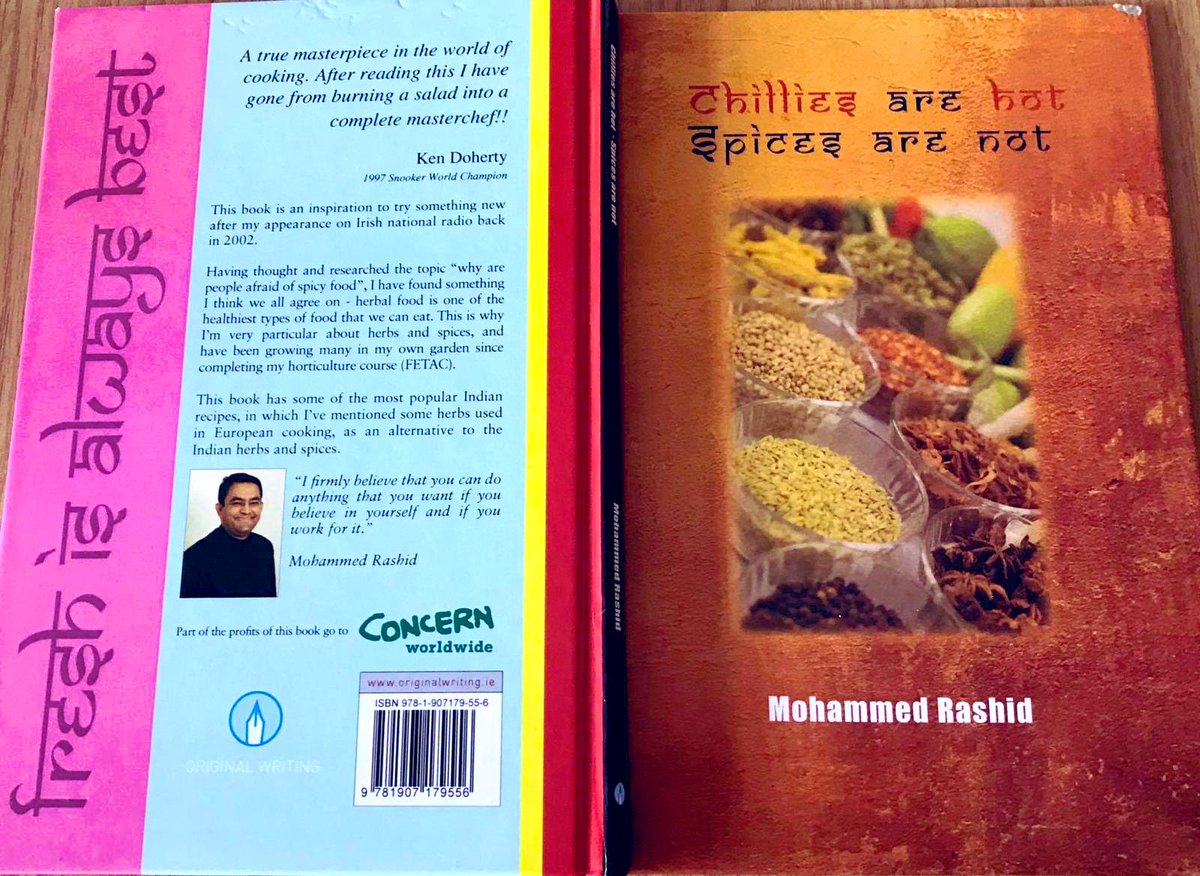 fresh is always best
A true masterpiece in the world of
cooking. After reading this I have
gone from burning a salad into a
complete masterchef!!
Ken Doherty
1997 Snooker World Champion
This book is an inspiration to try something new
after my appearance on Irish national radio back
in 2002.
Having thought and researched the topic “why are
people afraid of spicy food”, I have found something
I think we all agree on - herbal food is one of the
healthiest types of food that we can eat. This is why
I’m very particular about herbs and spices, and
have been growing many in my own garden since
completing my horticulture course (FETAC).
This book has some of the most popular Indian
recipes, in which I’ve mentioned some herbs used
in European cooking, as an alternative to the
Indian herbs and spices.
“I firmly believe that you can do
anything that you want if you
believe in yourself and if you
work for it.”
Mohammed Rashid
Part of the profits of this book go to
CONCERN
worldwide
www.originalwriting.ie
ISBN 978-1-907179-55-6
9 781907 179556
ORIGINAL WRITING
Chillies are hot - Spices are not
Mohammed Rashid
Chillies are hot
Spices are not
Mohammed Rashid